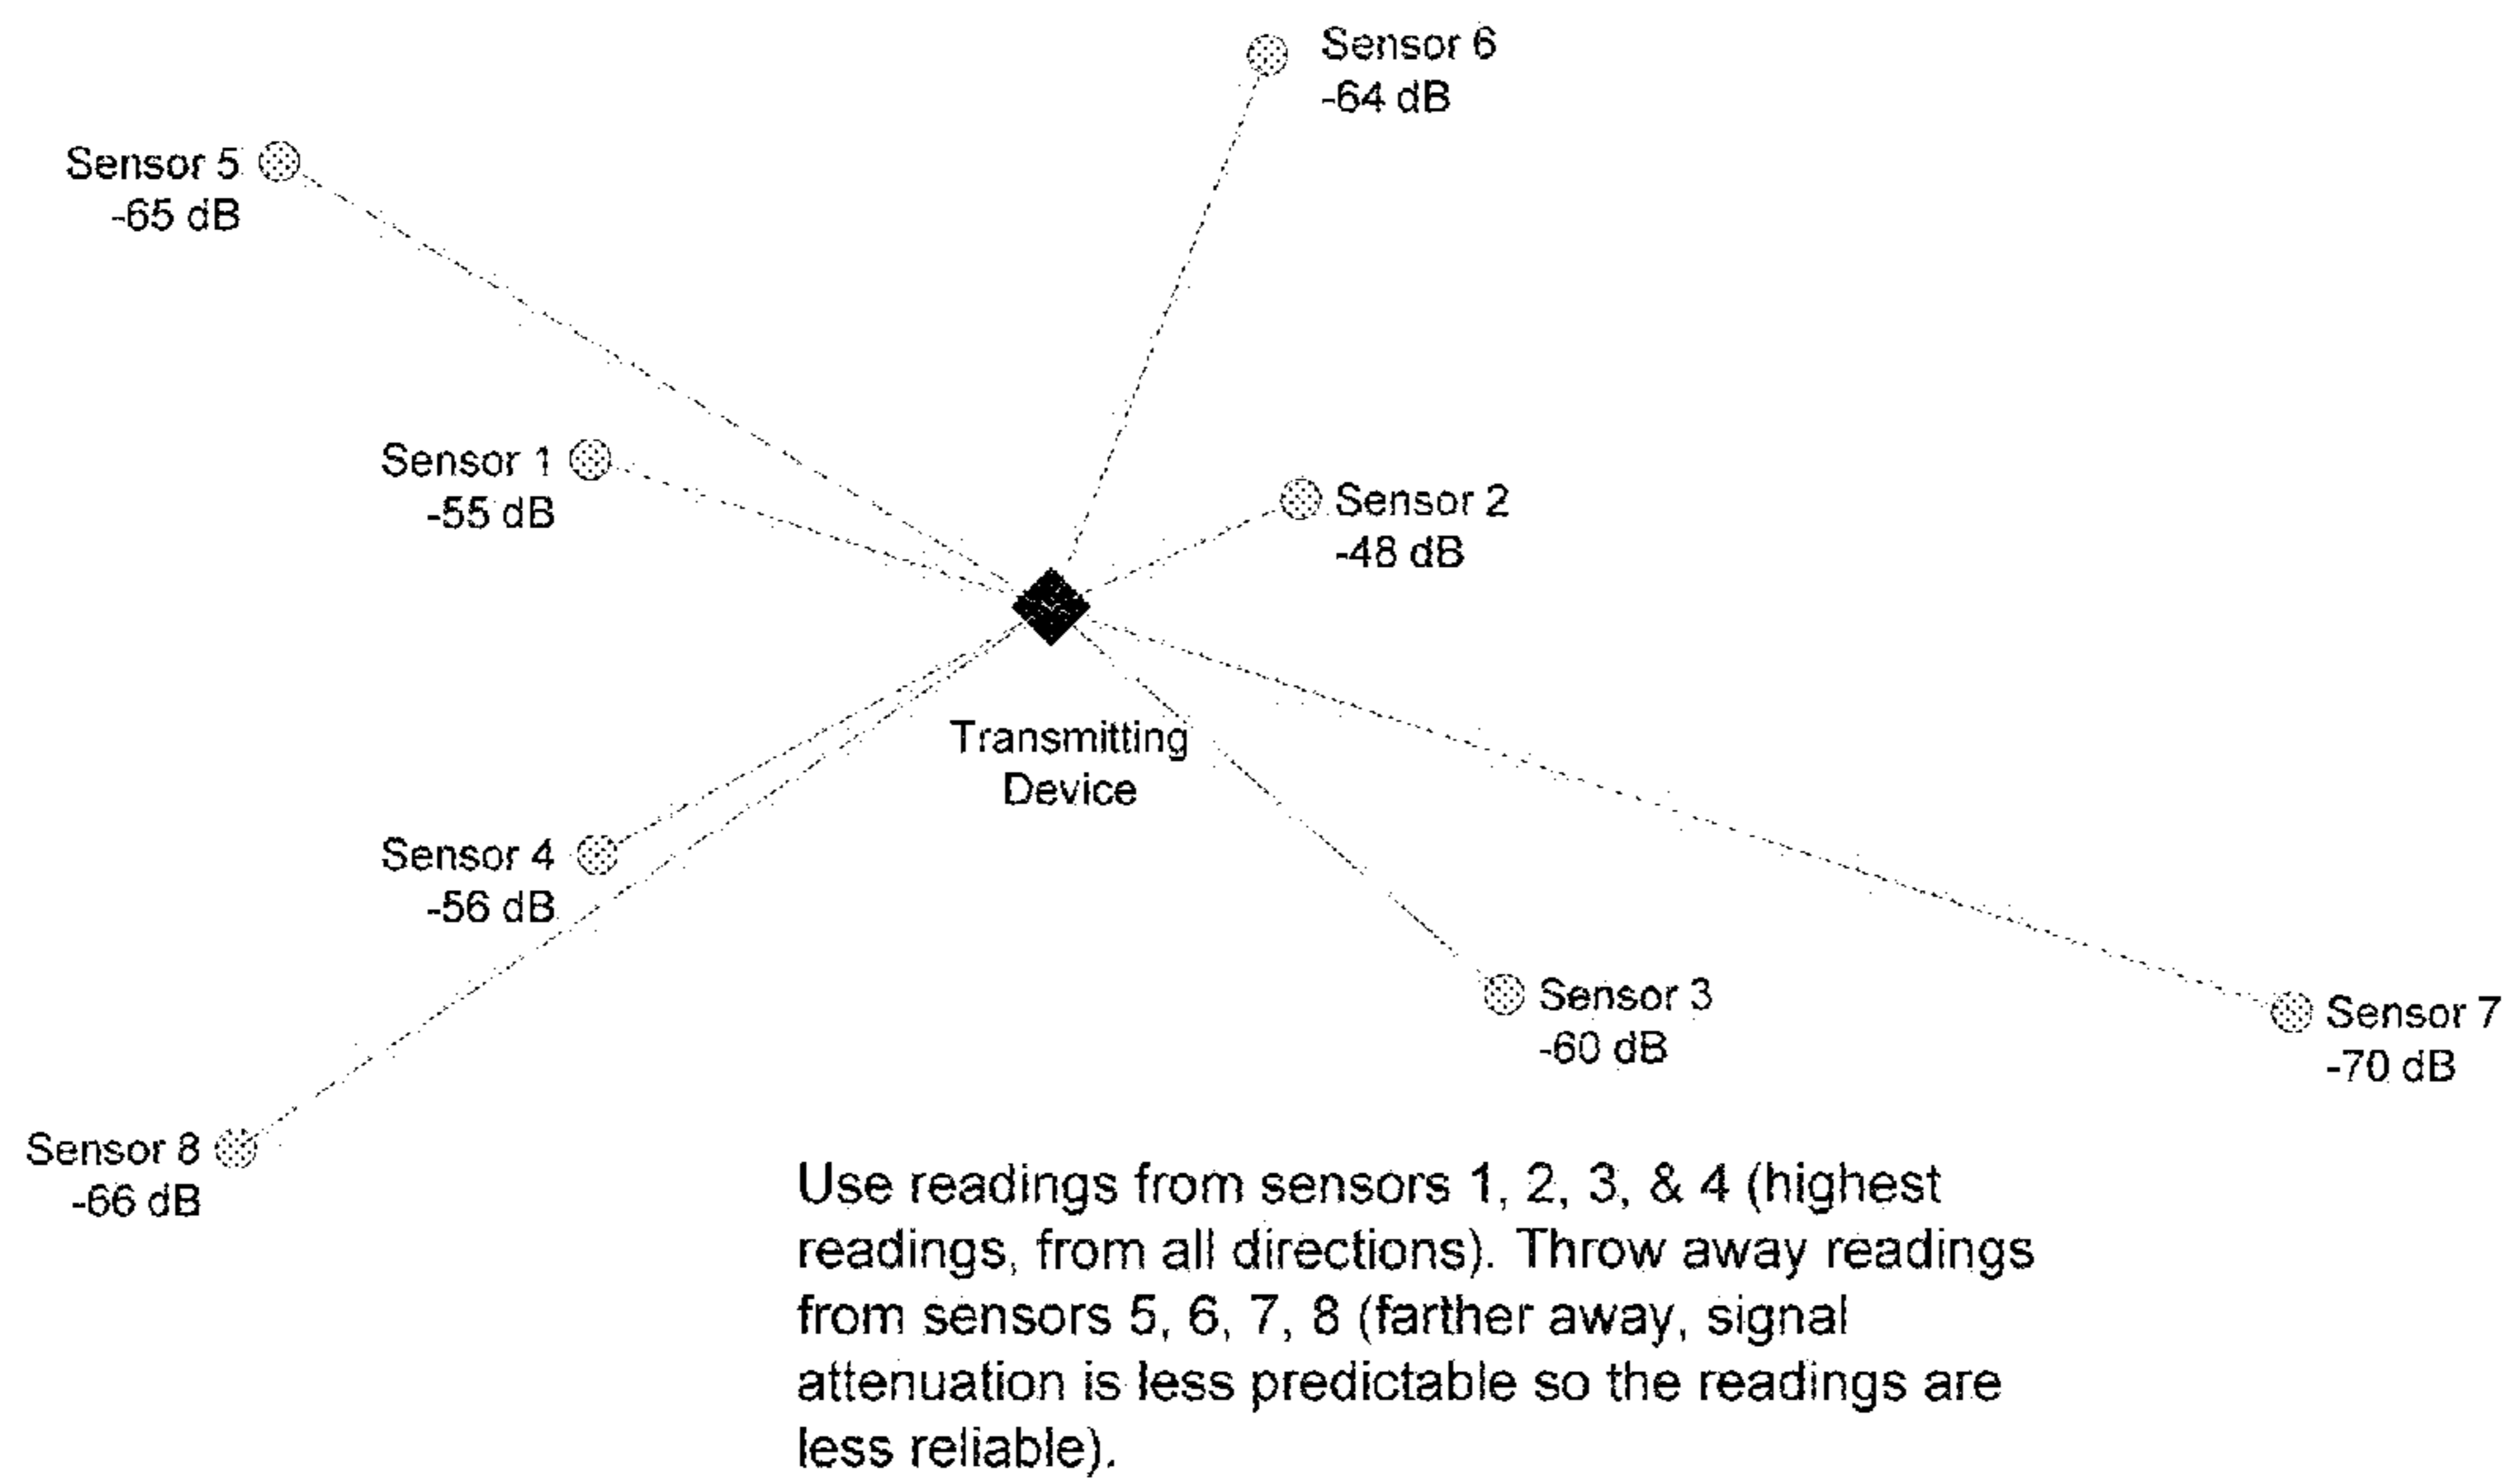 Sensor 6
-64 dB
Sensor 5
-65 dB
Sensor 1
-55 dB
Sensor 2
-48 dB
Transmitting
Device
Sensor 4
-56 dB
Sensor 3
-60 dB
Sensor 7
-70 dB
Sensor 8
-66 dB
Use readings from sensors 1, 2, 3, & 4 (highest
readings, from all directions). Throw away readings
from sensors 5, 6, 7, 8 (farther away, signal
attenuation is less predictable so the readings are
less reliable).